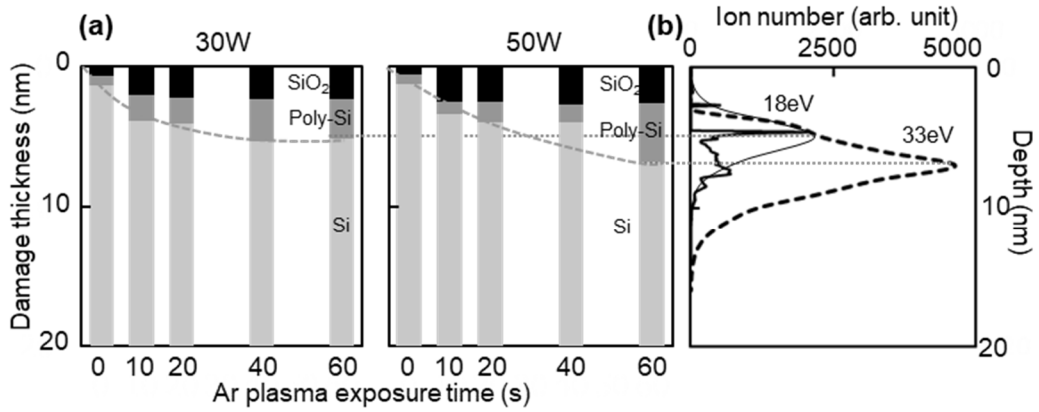 (a)
30W
50W
(b)
Ion number (arb. unit)
0
2500
5000
Damage thickness (nm)
0
10
20
SiO2
Poly-Si
Si
SiO2
Poly-Si
Si
18eV
33eV
0
10
20
Depth (nm)
0 10 20 40 60
0 10 20 40 60
Ar plasma exposure time (s)